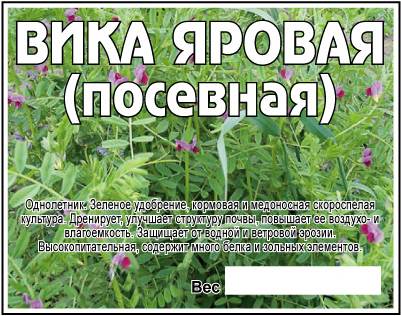 ВИКА ЯРОВАЯ
(посевная)
Однолетник. Зеленое удобрение, кормовая и медоносная скороспелая
культура. Дренирует, улучшает структуру почвы, повышает ее воздухо- и
влагоемкость. Защищает от водной и ветровой эрозии.
Высокопитательная, содержит много белка и зольных элементов.
Вес